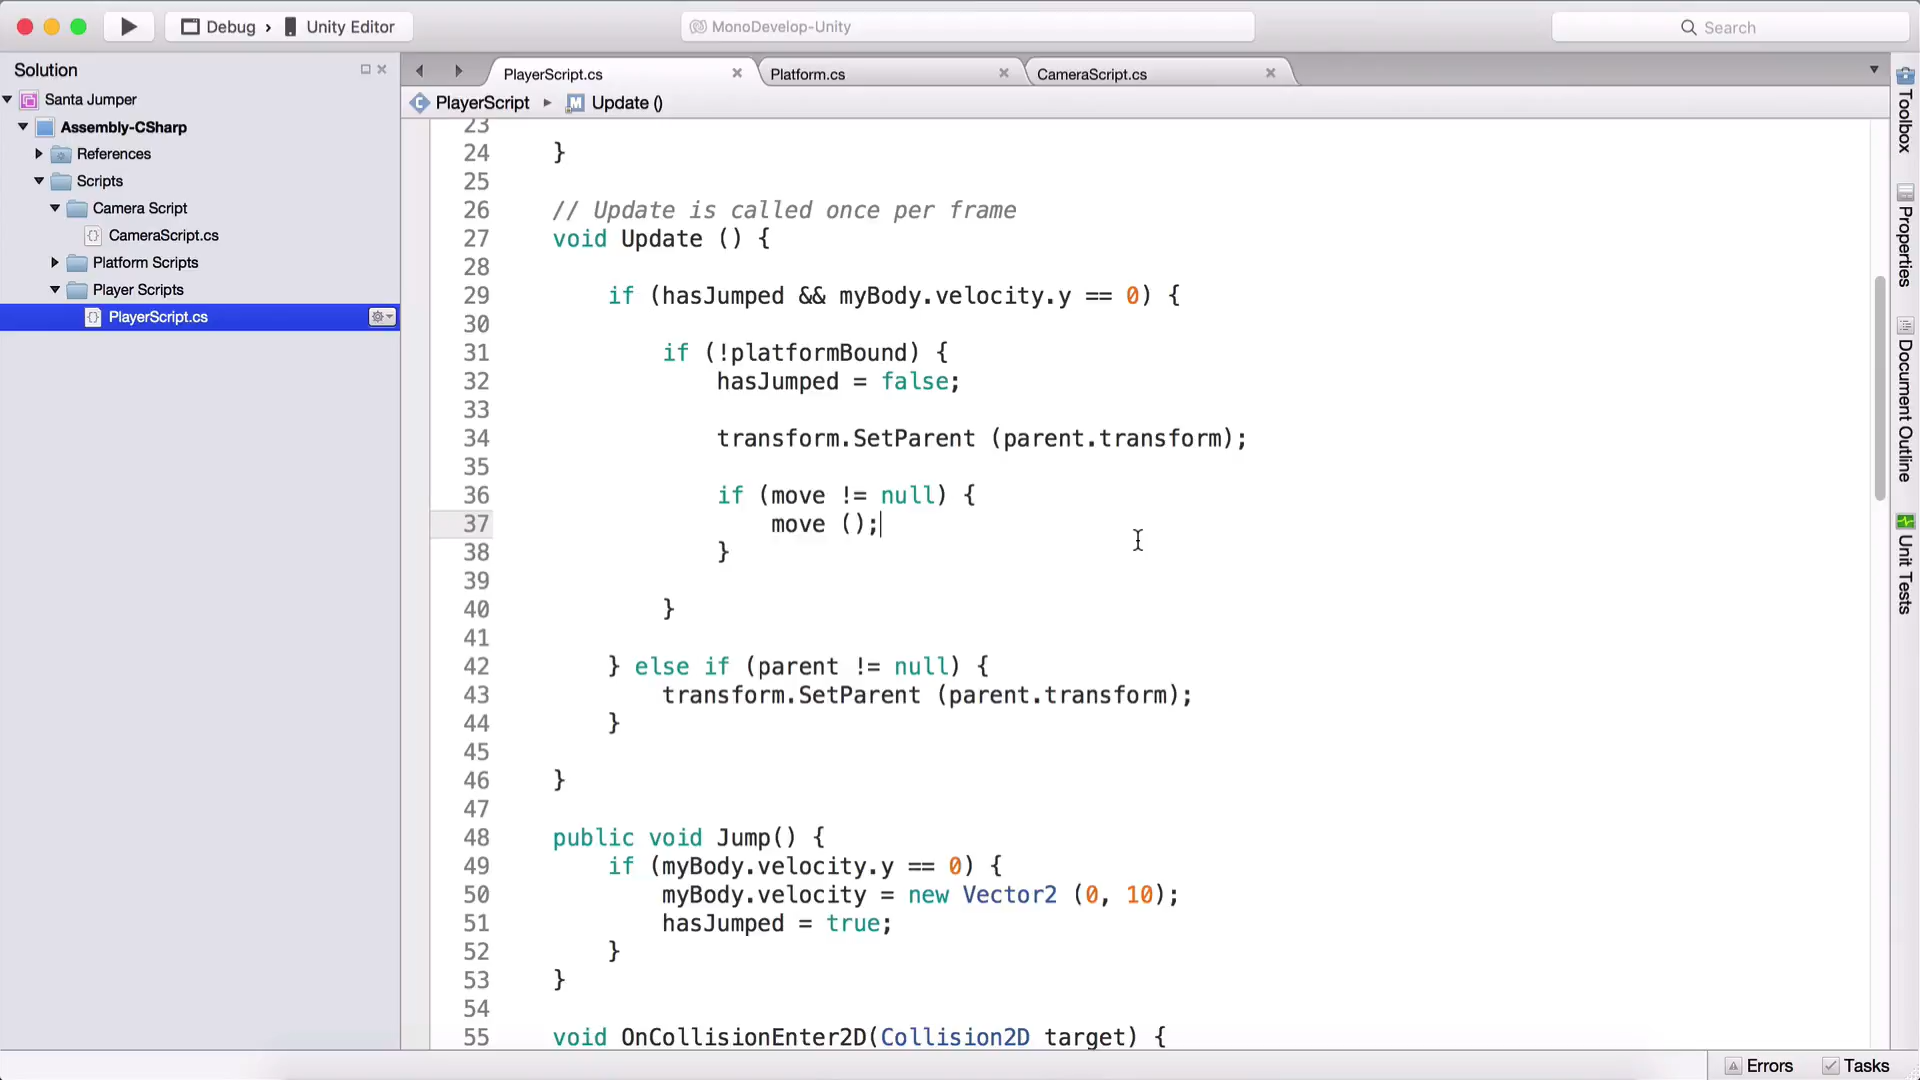 Debug
Unity Editor
MonoDevelop-Unity
Search
Solution
Santa Jumper
Assembly-CSharp
References
Scripts
Camera Script
CameraScript.cs
Platform Scripts
Player Scripts
PlayerScript.cs
PlayerScript.cs
Platform.cs
CameraScript.cs
PlayerScript
Update ()
23
24 }
25
26 // Update is called once per frame
27 void Update () {
28
29 if (hasJumped && myBody.velocity.y == 0) {
30
31 if (!platformBound) {
32 hasJumped = false;
33
34 transform.SetParent (parent.transform);
35
36 if (move != null) {
37 move ();
38 }
39
40 }
41
42 } else if (parent != null) {
43 transform.SetParent (parent.transform);
44 }
45
46 }
47
48 public void Jump() {
49 if (myBody.velocity.y == 0) {
50 myBody.velocity = new Vector2 (0, 10);
51 hasJumped = true;
52 }
53 }
54
55 void OnCollisionEnter2D(Collision2D target) {
Toolbox
Properties
Document Outline
Unit Tests
Errors
Tasks